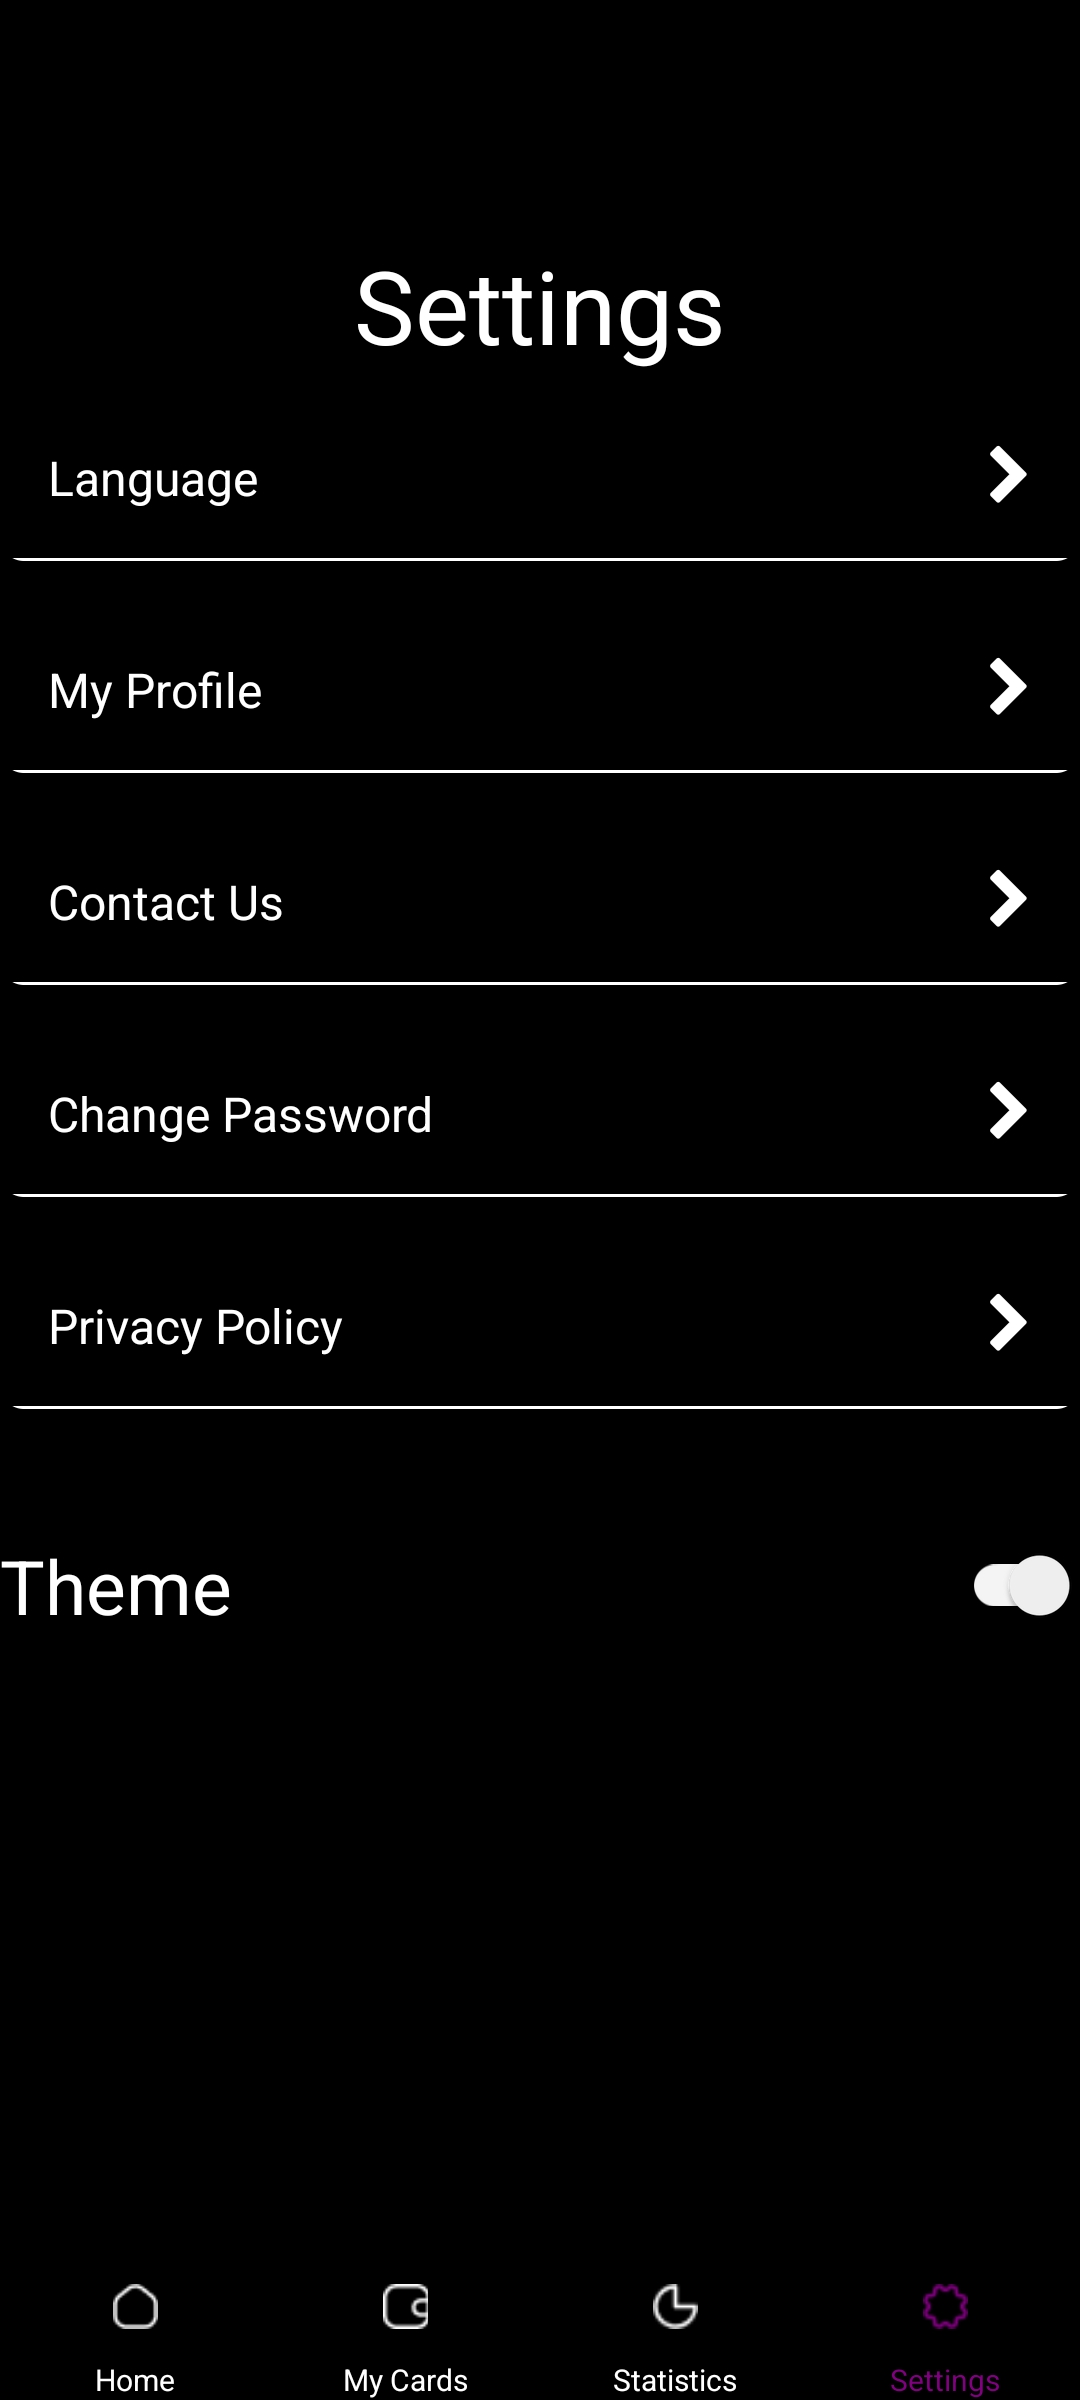 Settings
Language
My Profile
Contact Us
Change Password
Privacy Policy
Theme
Home
My Cards
Statistics
Settings